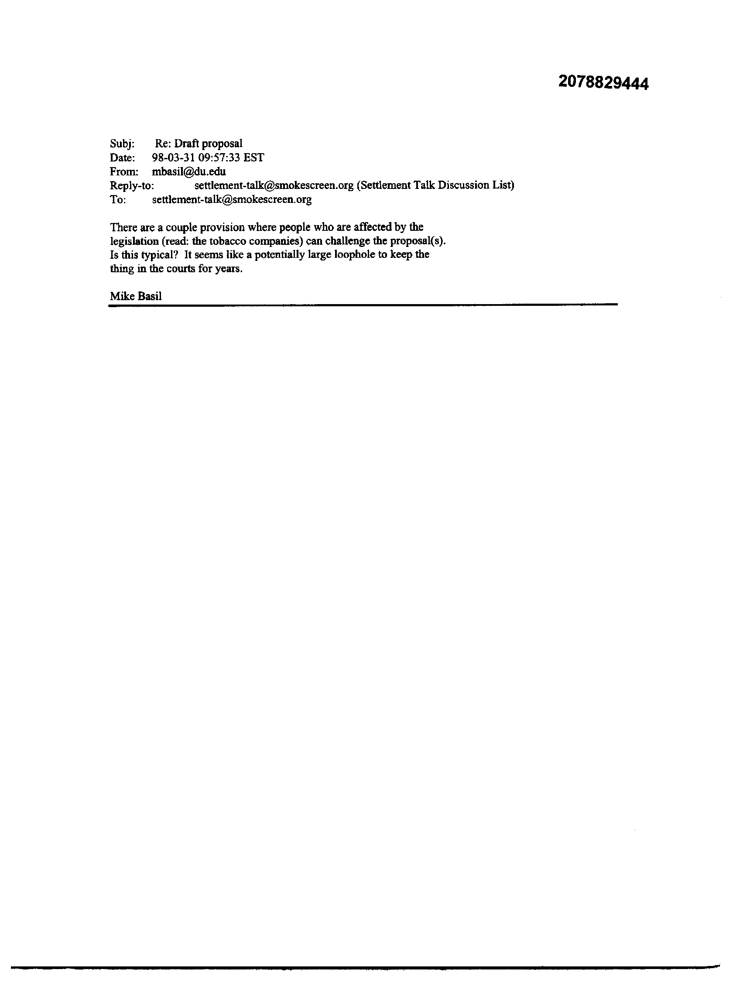 2078829444
Subj: Re: Draft proposal
Date: 98-03-31 09:57:33 EST
From: mbasil@du.edu
Reply-to: settlement-talk@smokescreen.org (Settlement Talk Discussion List)
To: settlement-talk@smokescreen.org
There are a couple provision where people who are affected by the
legislation (read: the tobacco companies) can challenge the proposal(s).
Is this typical? It seems like a potentially large loophole to keep the
thing in the courts for years.
Mike Basil